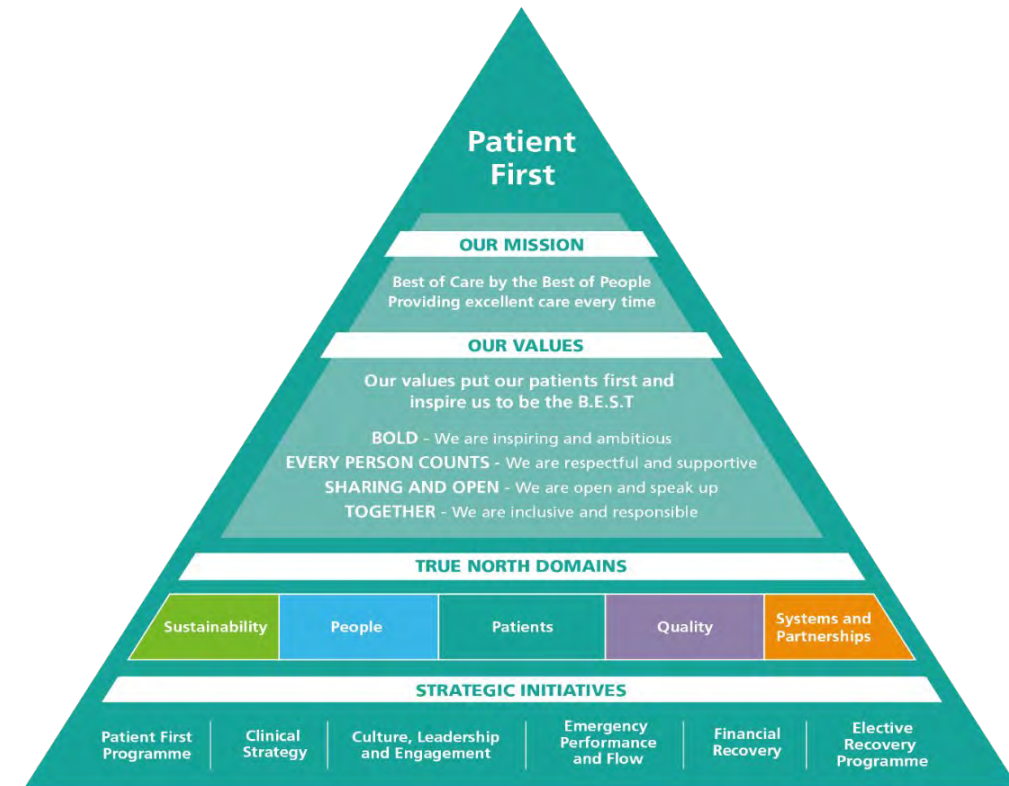 Patient
First
OUR MISSION
Best of Care by the Best of People
Providing excellent care every time
OUR VALUES
Our values put our patients first and
inspire us to be the B.E.S.T
BOLD - We are inspiring and ambitious
EVERY PERSON COUNTS - We are respectful and supportive
SHARING AND OPEN - We are open and speak up
TOGETHER - We are inclusive and responsible
TRUE NORTH DOMAINS
Sustainability
People
Patients
Quality
Systems and
Partnerships
STRATEGIC INITIATIVES
Patient First
Programme
Clinical
Strategy
Culture, Leadership
and Engagement
Emergency
Performance
and Flow
Financial
Recovery
Elective
Recovery
Programme